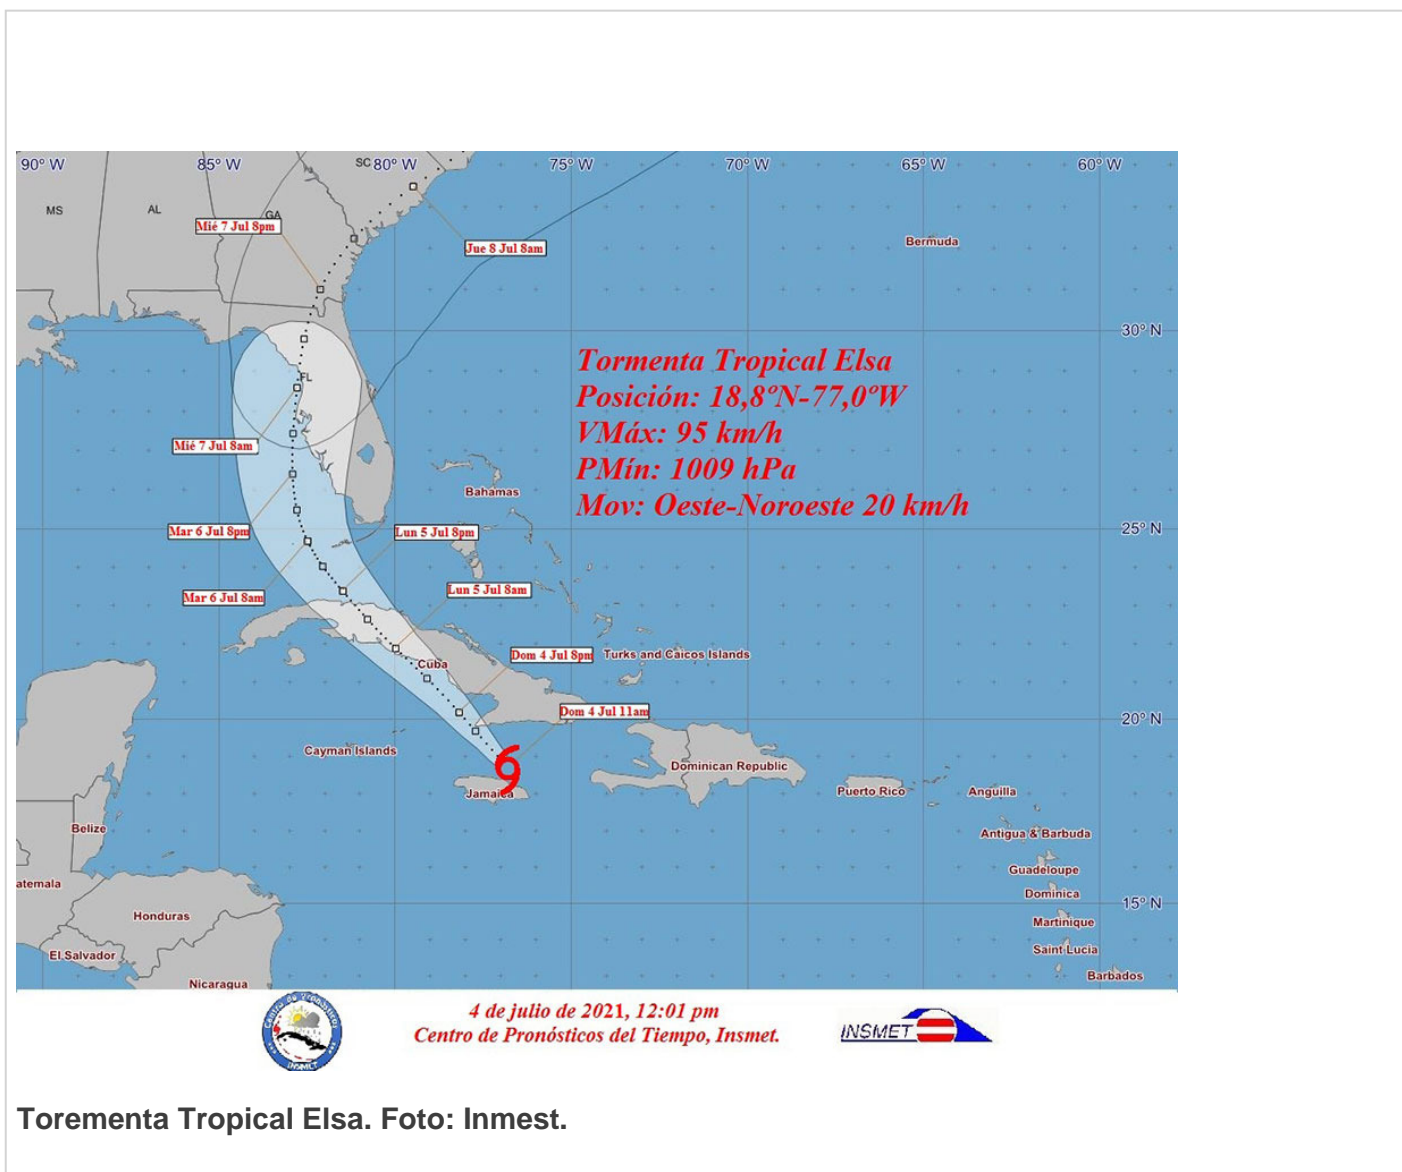 90° W
85° W
SC
80° W
75° W
70° W
65° W
60° W
MS
AL
GA
Mié 7 Jul 8pm
Jue 8 Jul 8am
Bermuda
30° N
Tormenta Tropical Elsa
Posición: 18,8ºN-77,0ºW
VMáx: 95 km/h
PMín: 1009 hPa
Mov: Oeste-Noroeste 20 km/h
FL
Mié 7 Jul 8am
Bahamas
Mar 6 Jul 8pm
Lun 5 Jul 8pm
25° N
Mar 6 Jul 8am
Lun 5 Jul 8am
Dom 4 Jul 8pm
Turks and Caicos Islands
Cuba
Dom 4 Jul 11am
20° N
Cayman Islands
Dominican Republic
Jamaica
Puerto Rico
Anguilla
Belize
Antigua & Barbuda
atemala
Guadeloupe
Dominica
15° N
Honduras
Martinique
El Salvador
Saint Lucia
Nicaragua
Barbados
Centro de Pronósticos
INSMET
4 de julio de 2021, 12:01 pm
Centro de Pronósticos del Tiempo, Insmet.
INSMET
Torementa Tropical Elsa. Foto: Inmest.